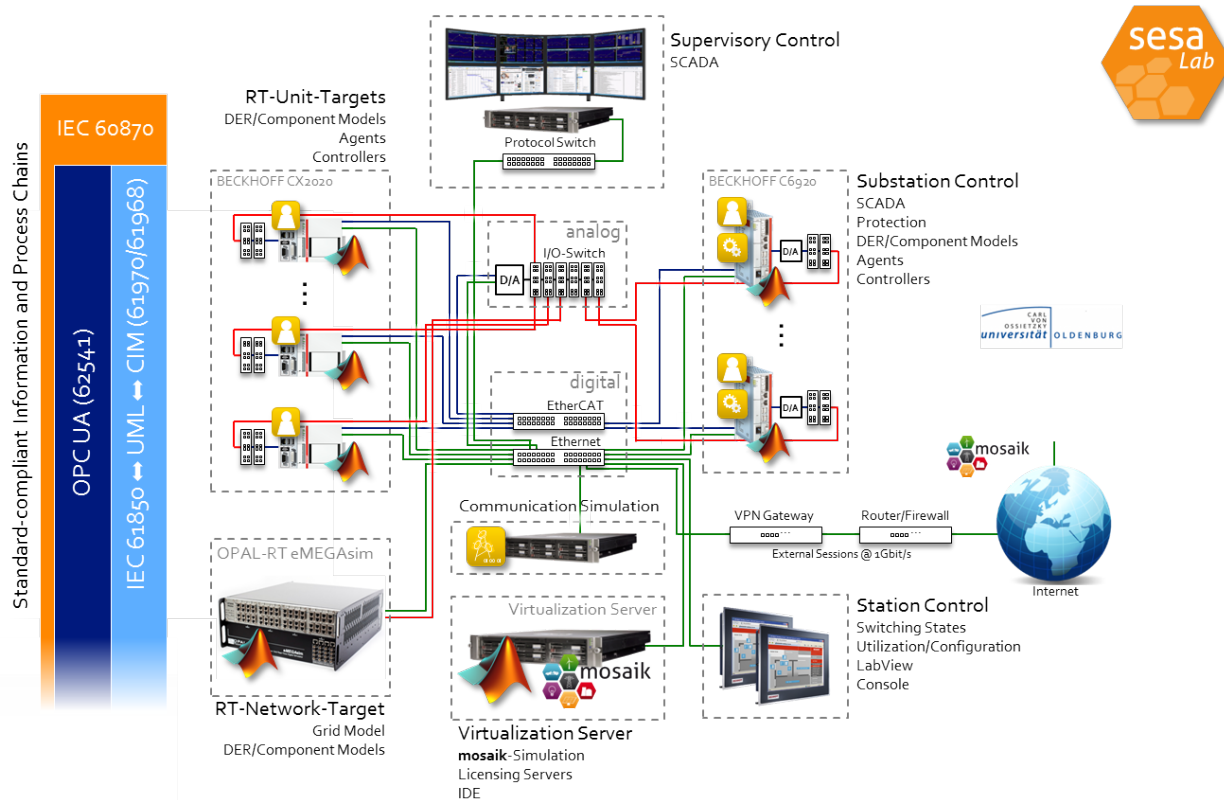 Supervisory Control
SCADA
Protocol Switch
sesa
Lab
Standard-compliant Information and Process Chains
IEC 60870
OPC UA (62541)
IEC 61850 ⬌ UML ⬌ CIM (61970/61968)
RT-Unit-Targets
DER/Component Models
Agents
Controllers
BECKHOFF CX2020
analog
I/O-Switch
D/A
digital
EtherCAT
Ethernet
BECKHOFF C6920
D/A
D/A
Substation Control
SCADA
Protection
DER/Component Models
Agents
Controllers
CARL
VON
OSSIETZKY
universität OLDENBURG
mosaik
Communication Simulation
VPN Gateway
Router/Firewall
External Sessions @ 1Gbit/s
Internet
OPAL-RT eMEGAsim
RT-Network-Target
Grid Model
DER/Component Models
Virtualization Server
mosaik
Virtualization Server
mosaik-Simulation
Licensing Servers
IDE
Station Control
Switching States
Utilization/Configuration
LabView
Console